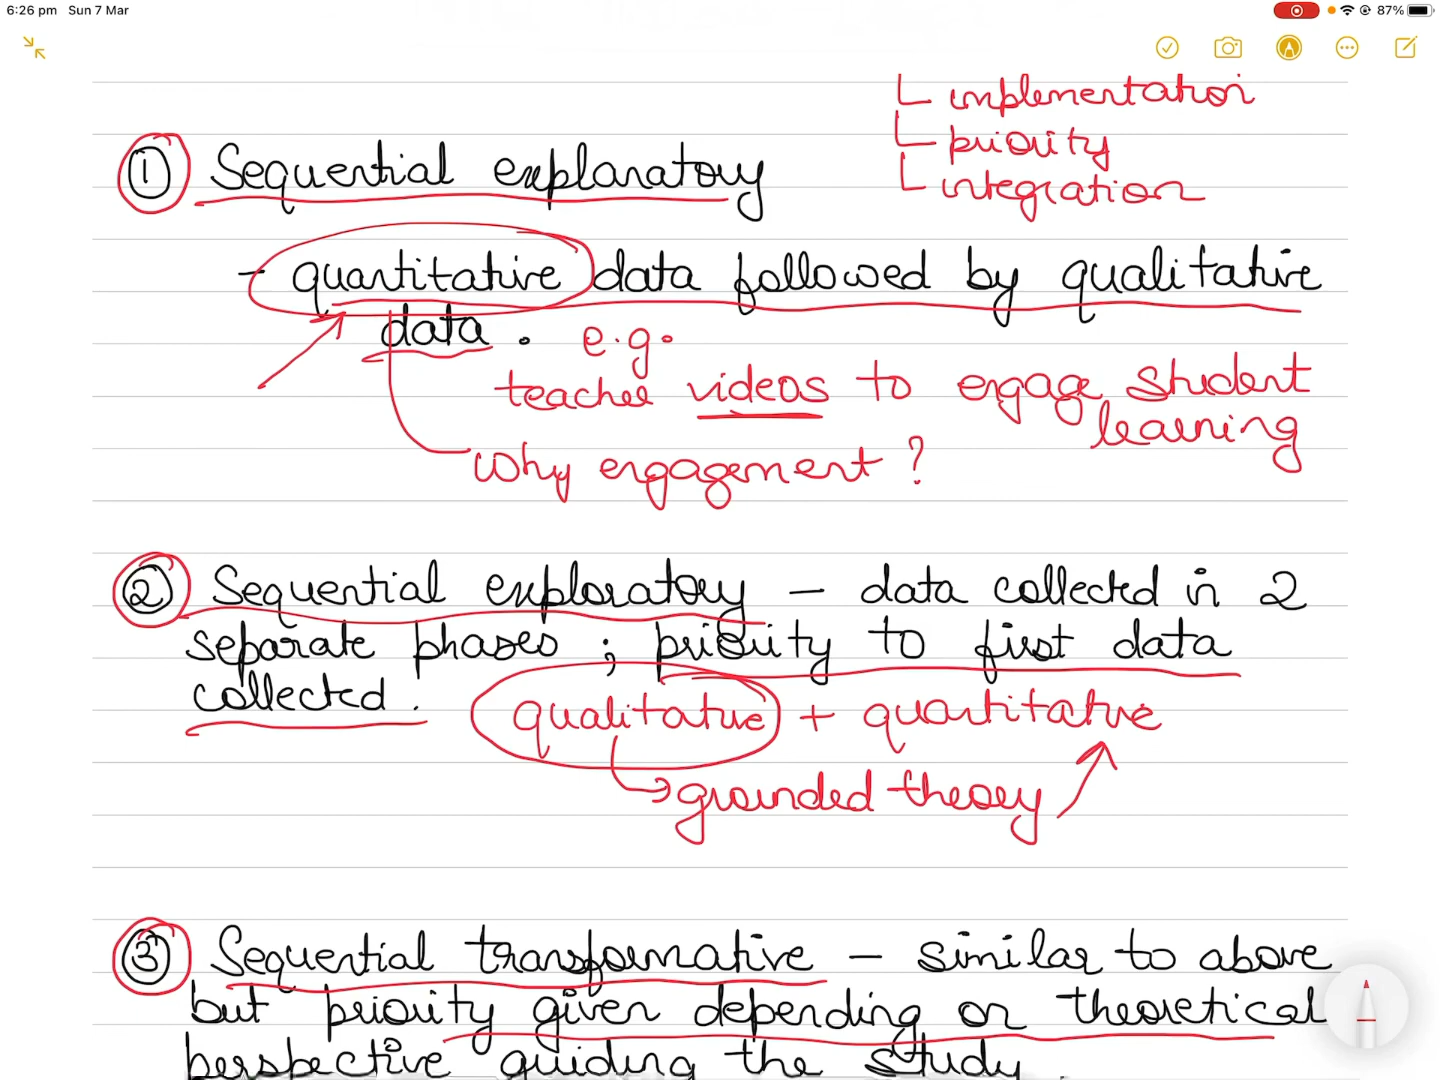 6:26 pm Sun 7 Mar
87%
implementation
priority
integration
① Sequential explanatory
- quantitative data followed by qualitative
data. e.g.
teacher videos to engage student
learning
why engagement?
② Sequential exploratory — data collected in 2
separate phases; priority to first data
collected.
qualitative + quantitative
grounded theory
③ Sequential transformative — similar to above
but priority given depending on theoretical
perspective guiding the study.